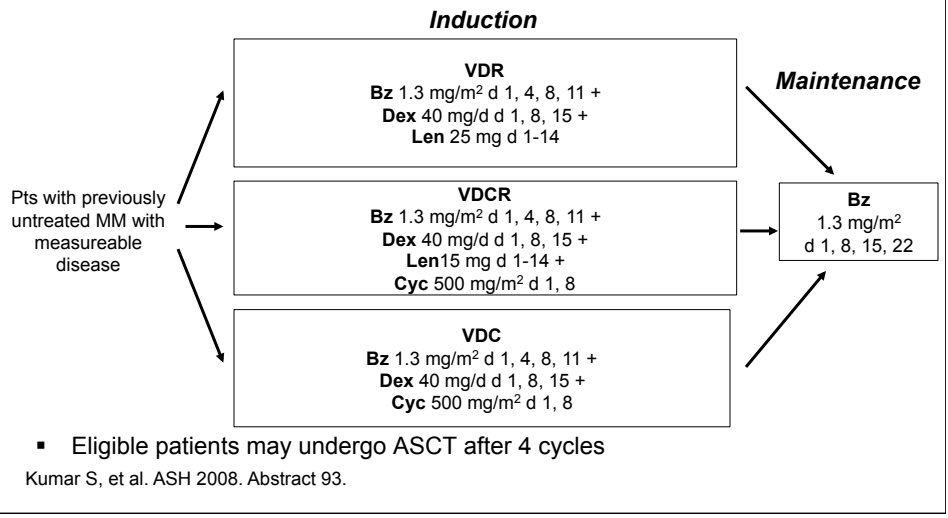 Induction
VDR
Bz 1.3 mg/m² d 1, 4, 8, 11 +
Dex 40 mg/d d 1, 8, 15 +
Len 25 mg d 1-14
Maintenance
Pts with previously
untreated MM with
measureable
disease
VDCR
Bz 1.3 mg/m² d 1, 4, 8, 11 +
Dex 40 mg/d d 1, 8, 15 +
Len15 mg d 1-14 +
Cyc 500 mg/m² d 1, 8
Bz
1.3 mg/m²
d 1, 8, 15, 22
VDC
Bz 1.3 mg/m² d 1, 4, 8, 11 +
Dex 40 mg/d d 1, 8, 15 +
Cyc 500 mg/m² d 1, 8
▪ Eligible patients may undergo ASCT after 4 cycles
Kumar S, et al. ASH 2008. Abstract 93.